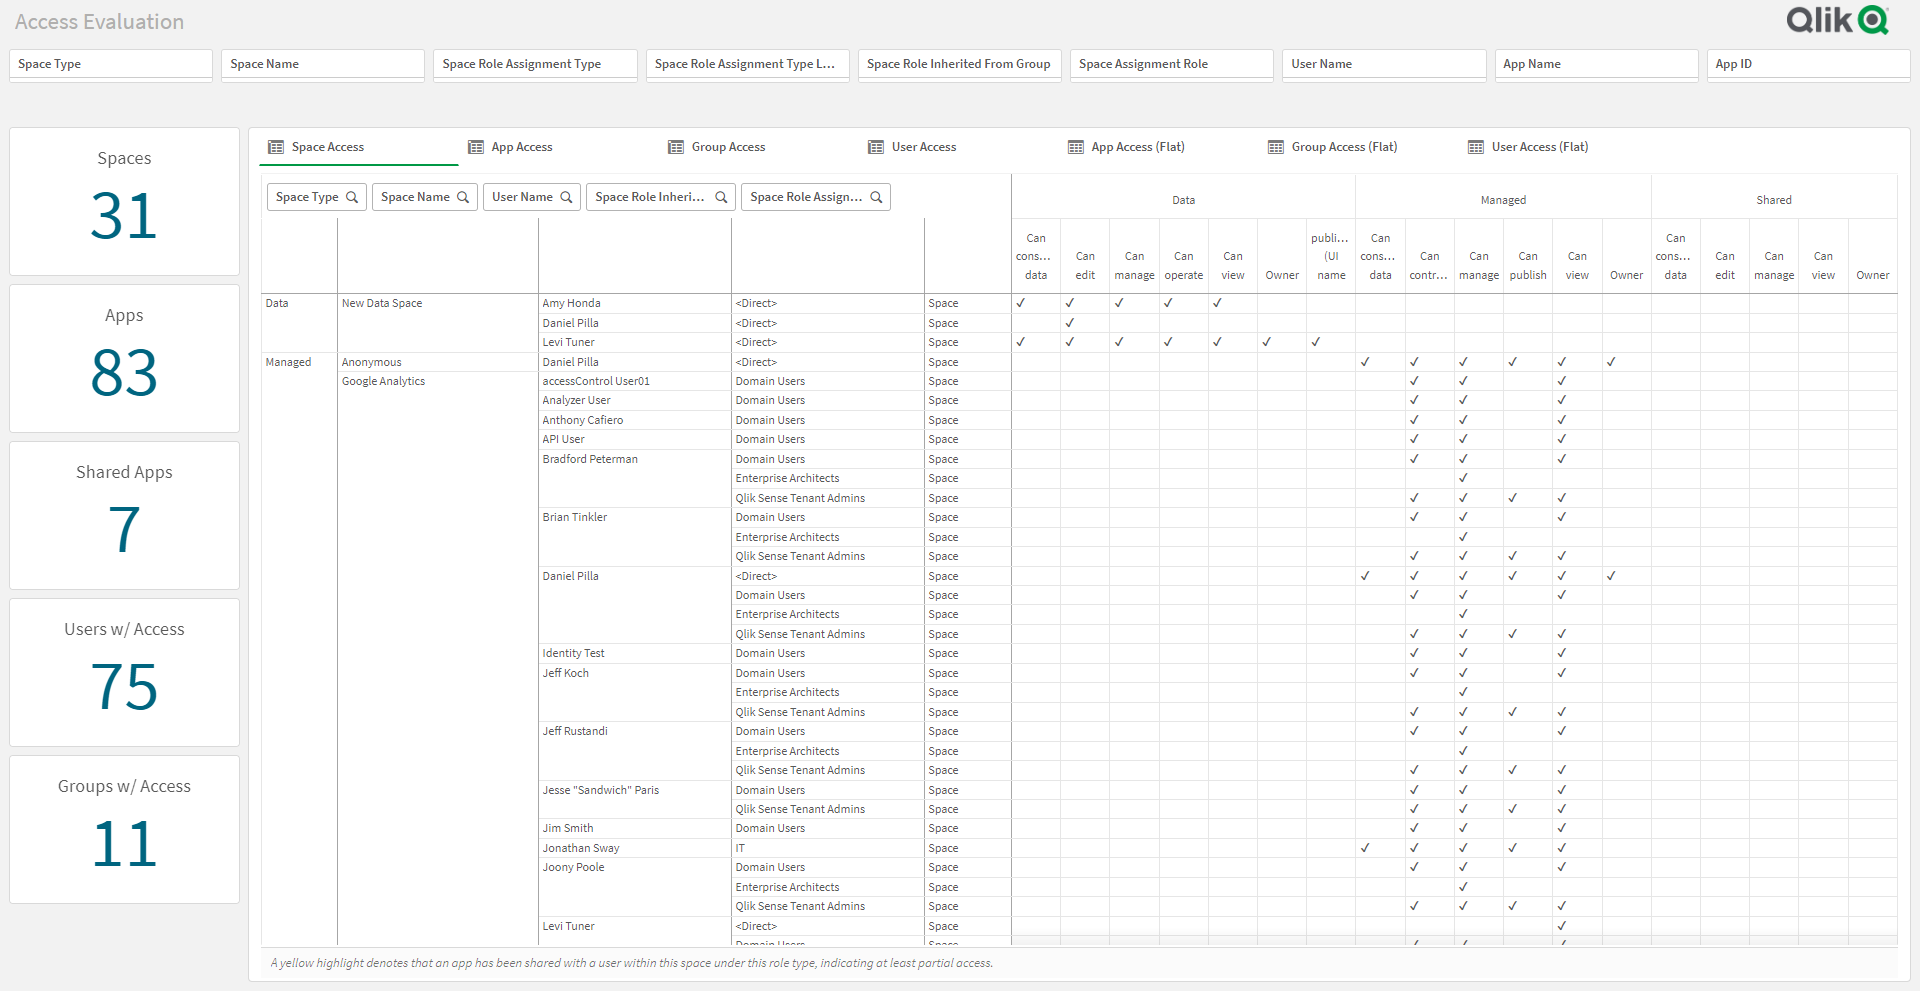 Access Evaluation
Qlik
Space Type Space Name Space Role Assignment Type Space Role Assignment Type L... Space Role Inherited From Group Space Assignment Role User Name App Name App ID
Spaces
31
Apps
83
Shared Apps
7
Users w/ Access
75
Groups w/ Access
11
Space Access App Access Group Access User Access App Access (Flat) Group Access (Flat) User Access (Flat)
Space Type Space Name User Name Space Role Inheri... Space Role Assign...
Data Managed Shared
Can cons... data
Can edit
Can manage
Can operate
Can view
Owner
publi... (UI name
Can cons... data
Can contr...
Can manage
Can publish
Can view
Owner
Can cons... data
Can edit
Can manage
Can view
Owner
Data New Data Space Amy Honda <Direct> Space ✓ ✓ ✓ ✓ ✓
Daniel Pilla <Direct> Space ✓
Levi Tuner <Direct> Space ✓ ✓ ✓ ✓ ✓ ✓ ✓
Managed Anonymous Daniel Pilla <Direct> Space ✓ ✓ ✓ ✓ ✓ ✓
Google Analytics accessControl User01 Domain Users Space ✓ ✓ ✓
Analyzer User Domain Users Space ✓ ✓ ✓
Anthony Cafiero Domain Users Space ✓ ✓ ✓
API User Domain Users Space ✓ ✓ ✓
Bradford Peterman Domain Users Space ✓ ✓ ✓
Enterprise Architects Space ✓
Qlik Sense Tenant Admins Space ✓ ✓ ✓ ✓
Brian Tinkler Domain Users Space ✓ ✓ ✓
Enterprise Architects Space ✓
Qlik Sense Tenant Admins Space ✓ ✓ ✓ ✓
Daniel Pilla <Direct> Space ✓ ✓ ✓ ✓ ✓ ✓
Domain Users Space ✓ ✓ ✓
Enterprise Architects Space ✓
Qlik Sense Tenant Admins Space ✓ ✓ ✓ ✓
Identity Test Domain Users Space ✓ ✓ ✓
Jeff Koch Domain Users Space ✓ ✓ ✓
Enterprise Architects Space ✓
Qlik Sense Tenant Admins Space ✓ ✓ ✓ ✓
Jeff Rustandi Domain Users Space ✓ ✓ ✓
Enterprise Architects Space ✓
Qlik Sense Tenant Admins Space ✓ ✓ ✓ ✓
Jesse "Sandwich" Paris Domain Users Space ✓ ✓ ✓
Qlik Sense Tenant Admins Space ✓ ✓ ✓ ✓
Jim Smith Domain Users Space ✓ ✓ ✓
Jonathan Sway IT Space ✓ ✓ ✓ ✓ ✓
Joony Poole Domain Users Space ✓ ✓ ✓
Enterprise Architects Space ✓
Qlik Sense Tenant Admins Space ✓ ✓ ✓ ✓
Levi Tuner <Direct> Space ✓
Domain Users Space ✓ ✓ ✓
A yellow highlight denotes that an app has been shared with a user within this space under this role type, indicating at least partial access.